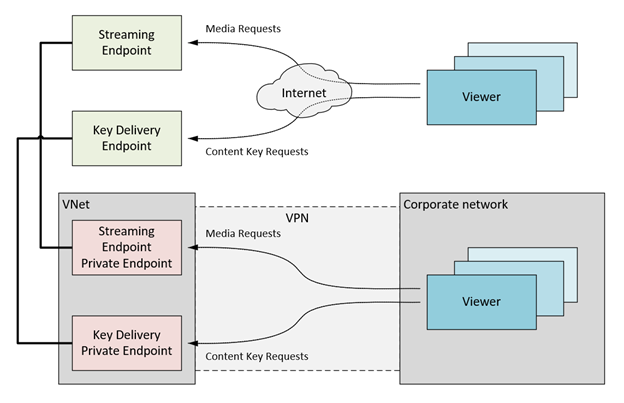 Streaming
Endpoint
Media Requests
Internet
Viewer
Key Delivery
Endpoint
Content Key Requests
VNet
VPN
Corporate network
Streaming
Endpoint
Private Endpoint
Media Requests
Viewer
Key Delivery
Private Endpoint
Content Key Requests